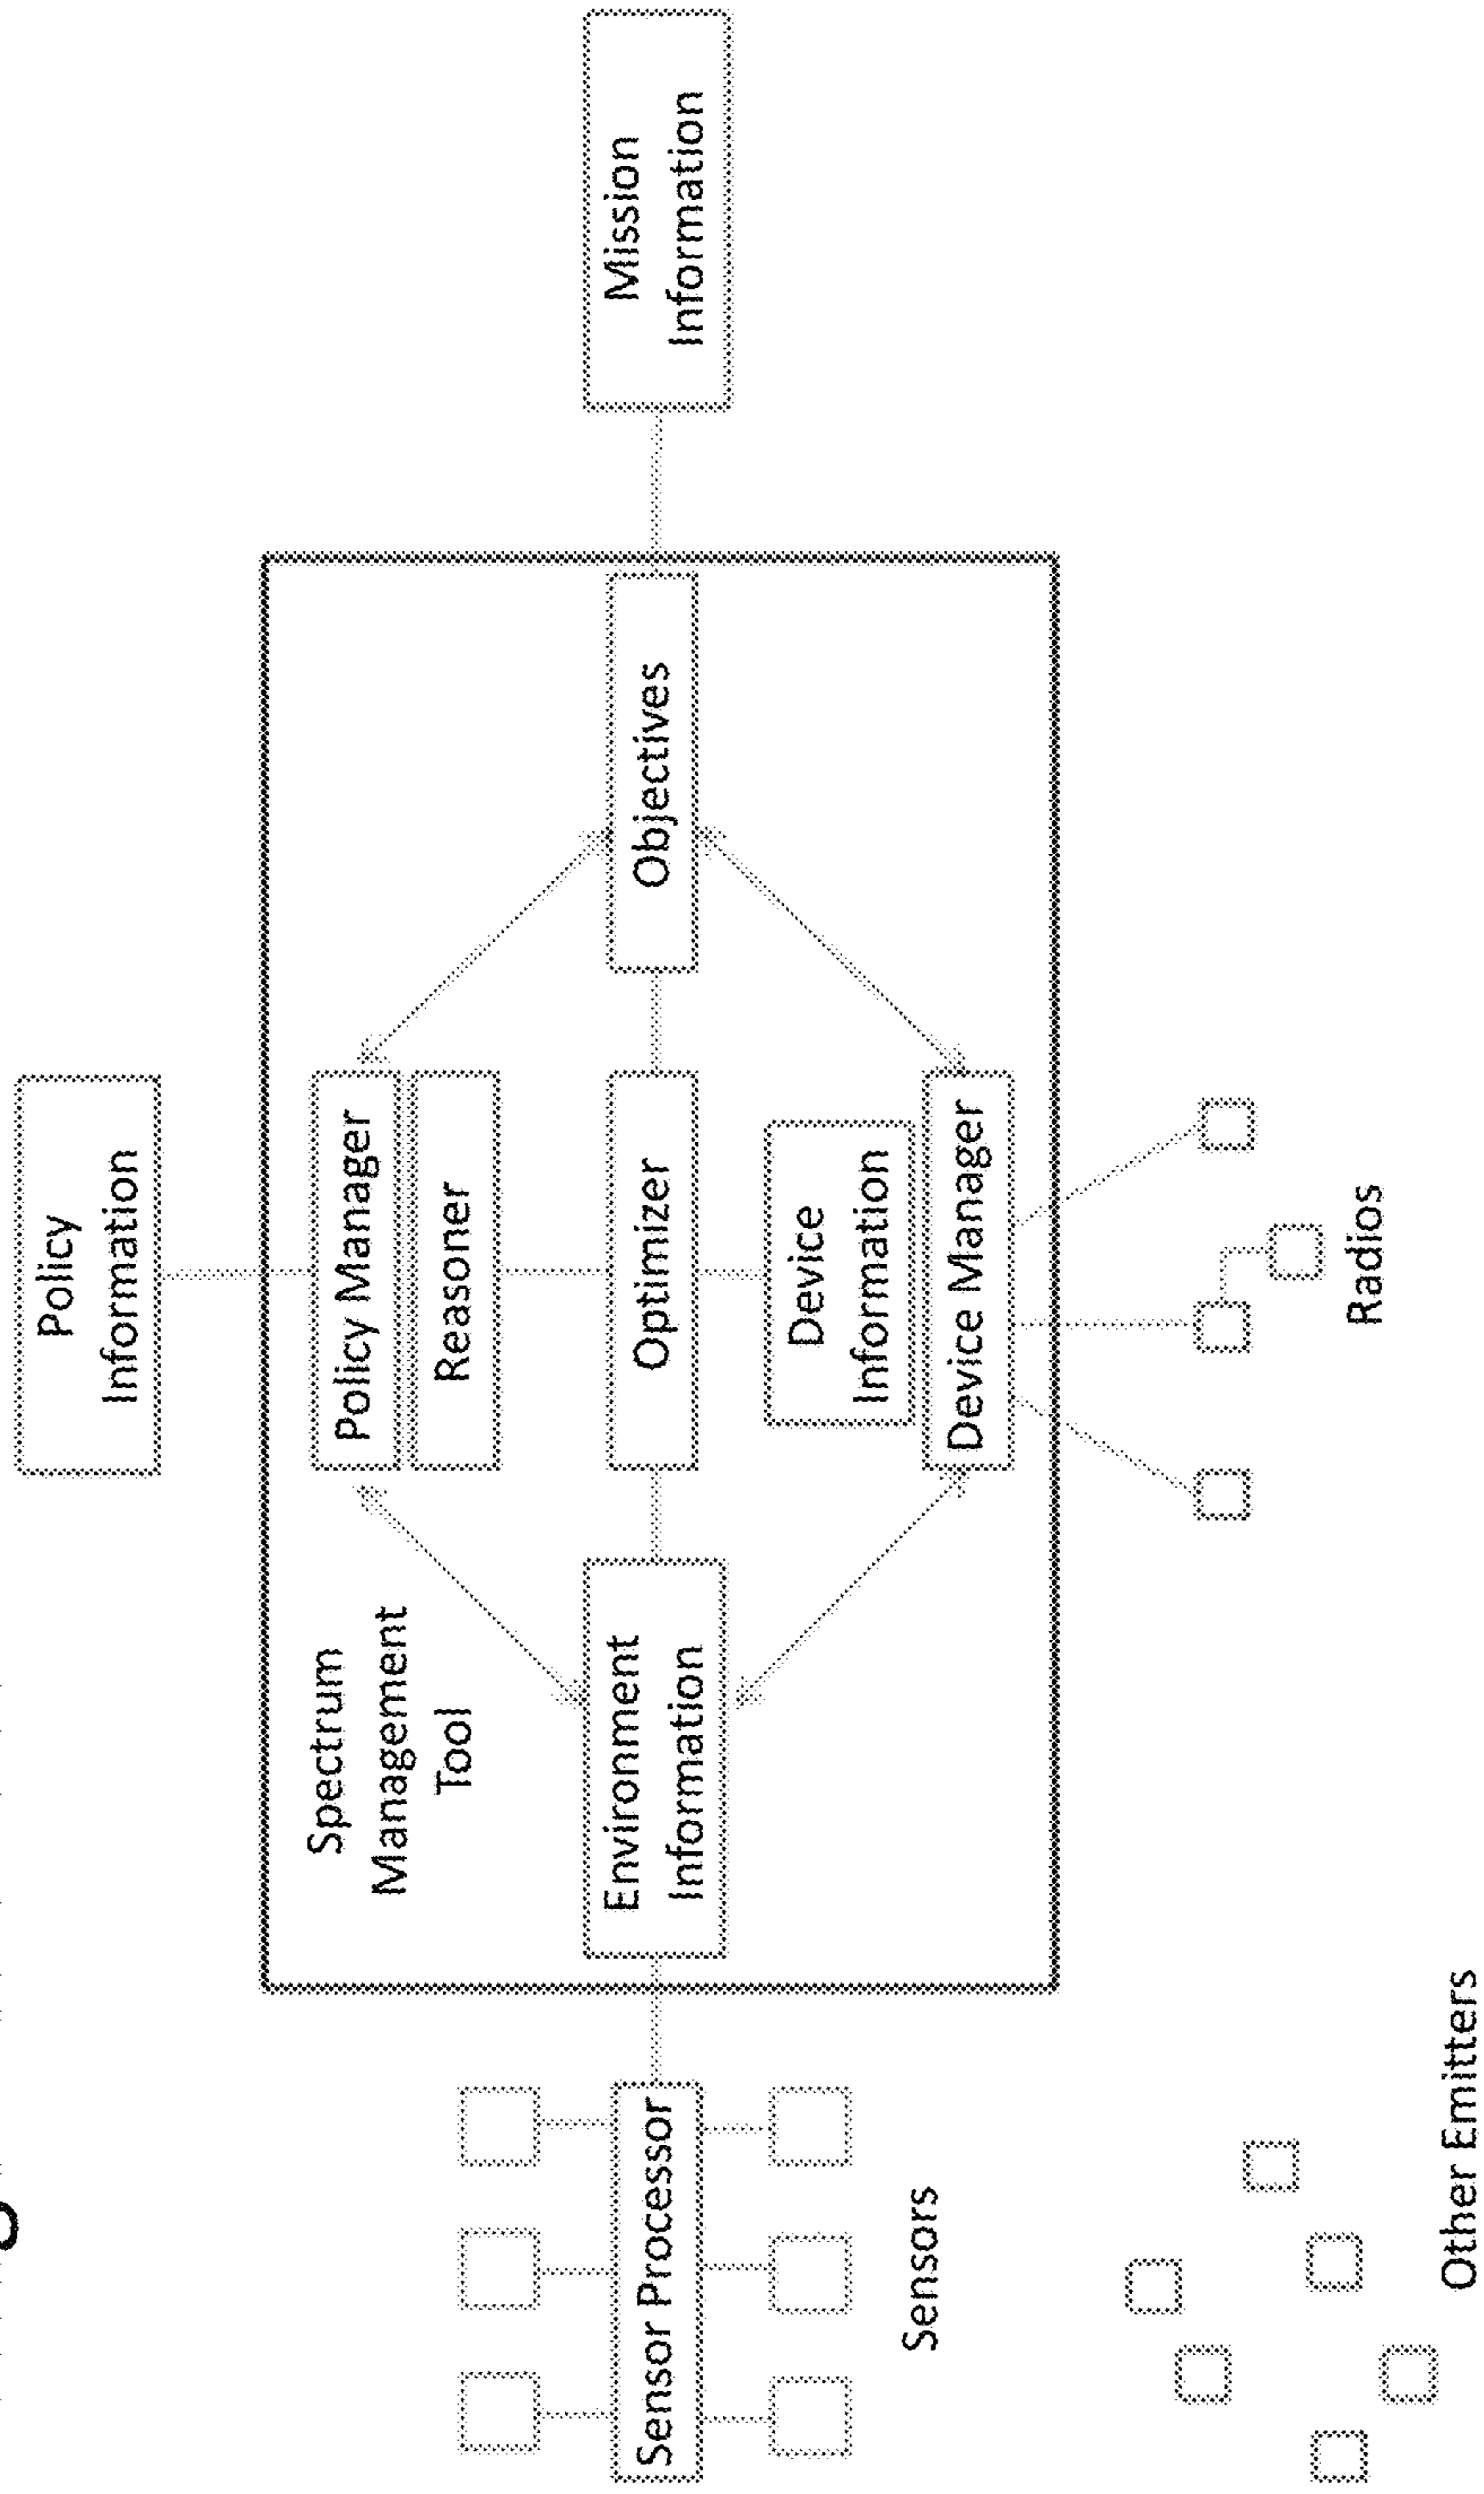 Policy
Information
Spectrum
Management
Tool
Policy Manager
Reasoner
Sensor Processor
Environment
Information
Optimizer
Objectives
Mission
Information
Device
Information
Device Manager
Sensors
Radios
Other Emitters